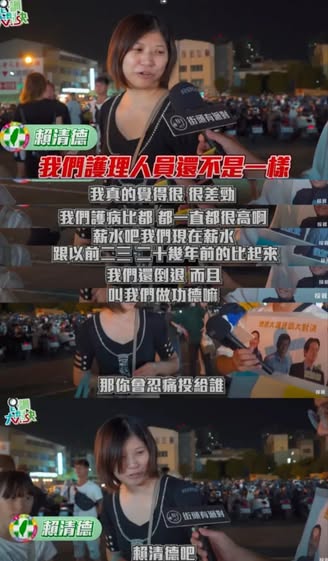 賴清德
街頭有風對
我們護理人員還不是一樣
我真的覺得很 很差勁
我們護病比都 都一直都很高啊
薪水吧我們現在薪水
跟以前二三 二十幾年前的比起來
我們還倒退 而且
叫我們做功德嘛
那你會忍痛投給誰
賴清德
賴清德吧